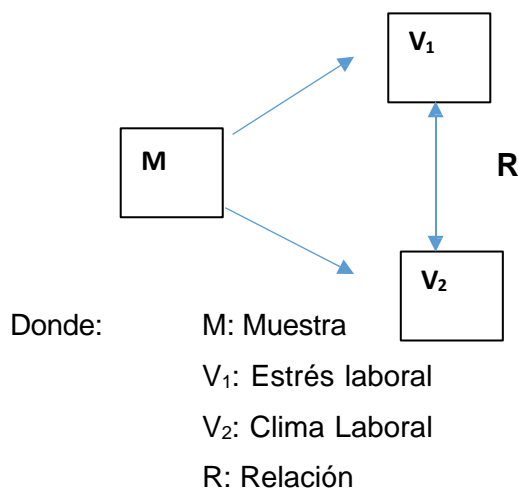 V₁
M
R
V₂
Donde: M: Muestra
V₁: Estrés laboral
V₂: Clima Laboral
R: Relación